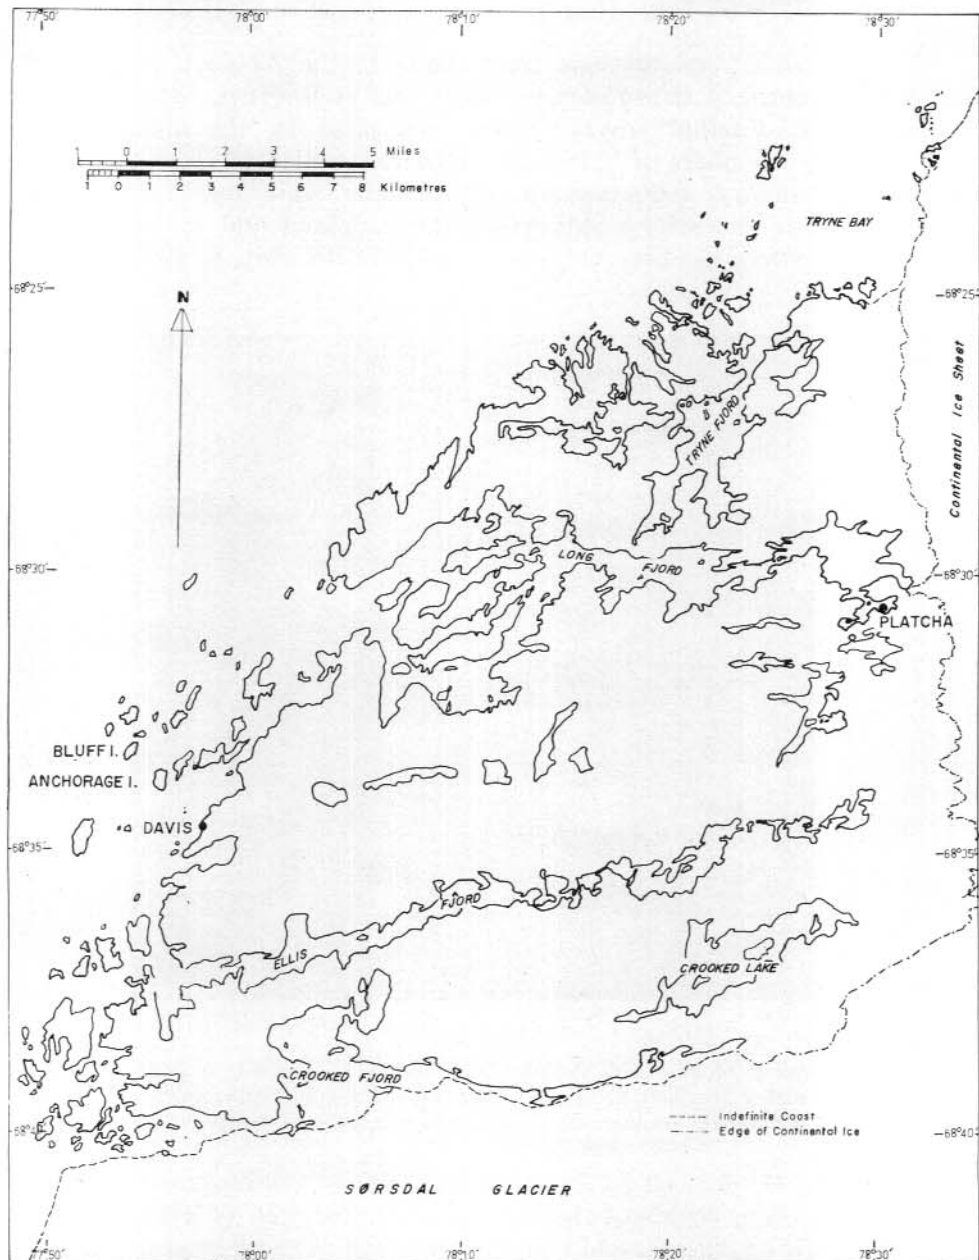 77°50' 78°00' 78°10' 78°20' 78°30'
1 0 1 2 3 4 5 Miles
1 0 1 2 3 4 5 6 7 8 Kilometres
TRYNE BAY
N
68°25' 68°25'
Continental Ice Sheet
TRYNE FJORD
LONG FJORD
68°30' 68°30'
PLATCHA
BLUFF I.
ANCHORAGE I.
DAVIS
68°35' 68°35'
ELLIS FJORD
CROOKED LAKE
CROOKED FJORD
Indefinite Coast
Edge of Continental Ice
68°40' 68°40'
SØRSDAL GLACIER
77°50' 78°00' 78°10' 78°20' 78°30'